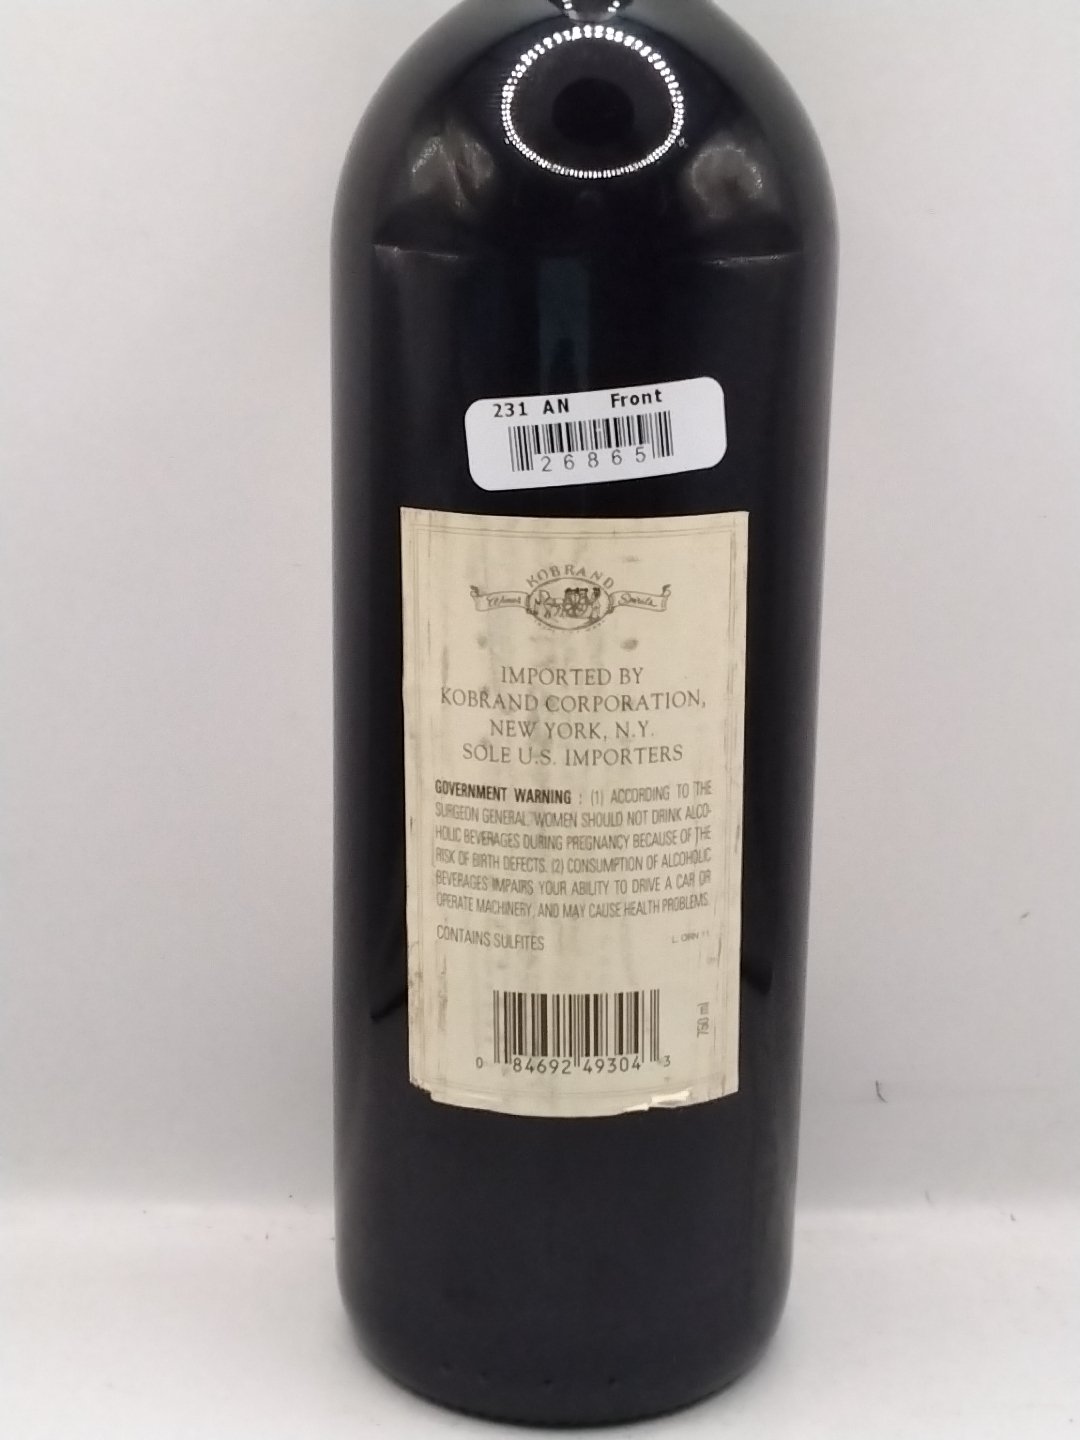 231 AN Front
26865
KOBRAND
Wines Spirits
IMPORTED BY
KOBRAND CORPORATION,
NEW YORK, N.Y.
SOLE U.S. IMPORTERS
GOVERNMENT WARNING : (1) ACCORDING TO THE
SURGEON GENERAL, WOMEN SHOULD NOT DRINK ALCO-
HOLIC BEVERAGES DURING PREGNANCY BECAUSE OF THE
RISK OF BIRTH DEFECTS. (2) CONSUMPTION OF ALCOHOLIC
BEVERAGES IMPAIRS YOUR ABILITY TO DRIVE A CAR OR
OPERATE MACHINERY, AND MAY CAUSE HEALTH PROBLEMS.
CONTAINS SULFITES
750 ml
0 84692 49304 3